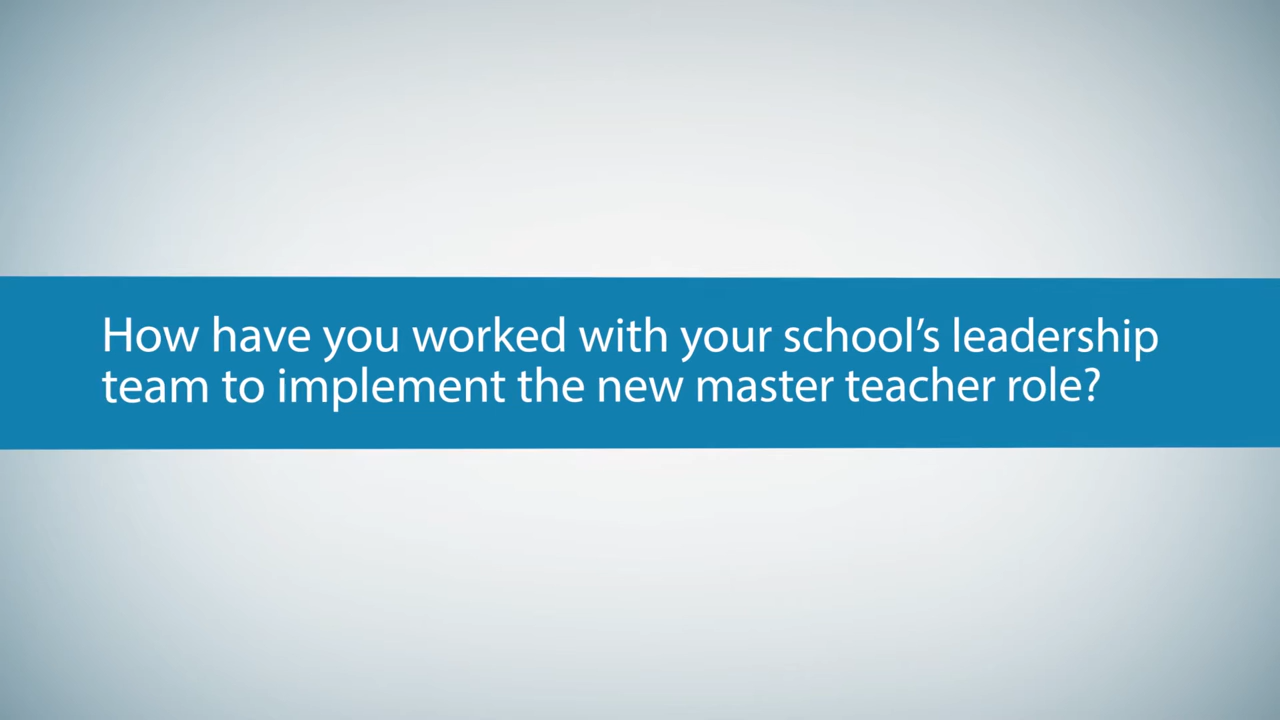 How have you worked with your school’s leadership
team to implement the new master teacher role?